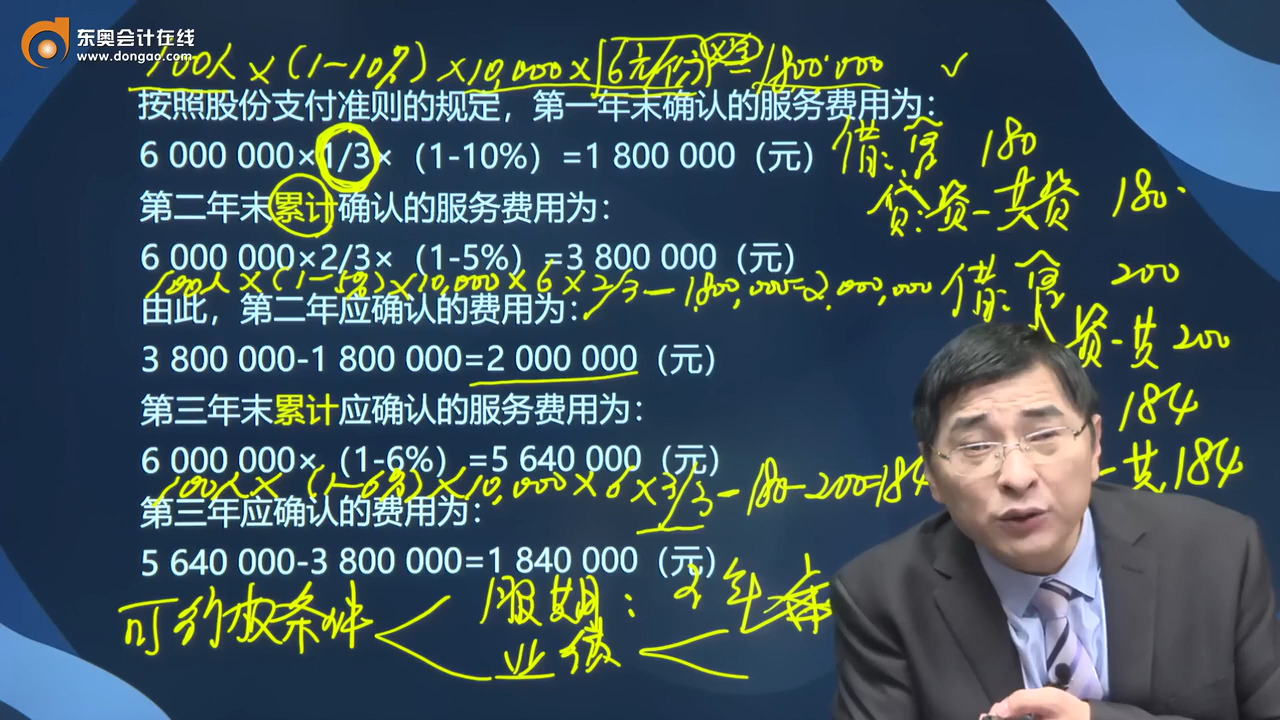 东奥会计在线
www.dongao.com
100人×(1-10%)×10,000×6元/份×1/3=1800.000 ✓
按照股份支付准则的规定，第一年末确认的服务费用为：
6 000 000×1/3×（1-10%）=1 800 000（元）
借：管 180
贷：资-其资 180
第二年末累计确认的服务费用为：
6 000 000×2/3×（1-5%）=3 800 000（元）
100人×(1-5%)×10,000×6×2/3-1,800,000=2,000,000
借：管 200
由此，第二年应确认的费用为：
资-其 200
3 800 000-1 800 000=2 000 000（元）
第三年末累计应确认的服务费用为：
184
6 000 000×（1-6%）=5 640 000（元）
-其 184
100人×(1-6%)×10,000×6×3/3-180-200=184
第三年应确认的费用为：
5 640 000-3 800 000=1 840 000（元）
可行权条件
服期：3年
业绩